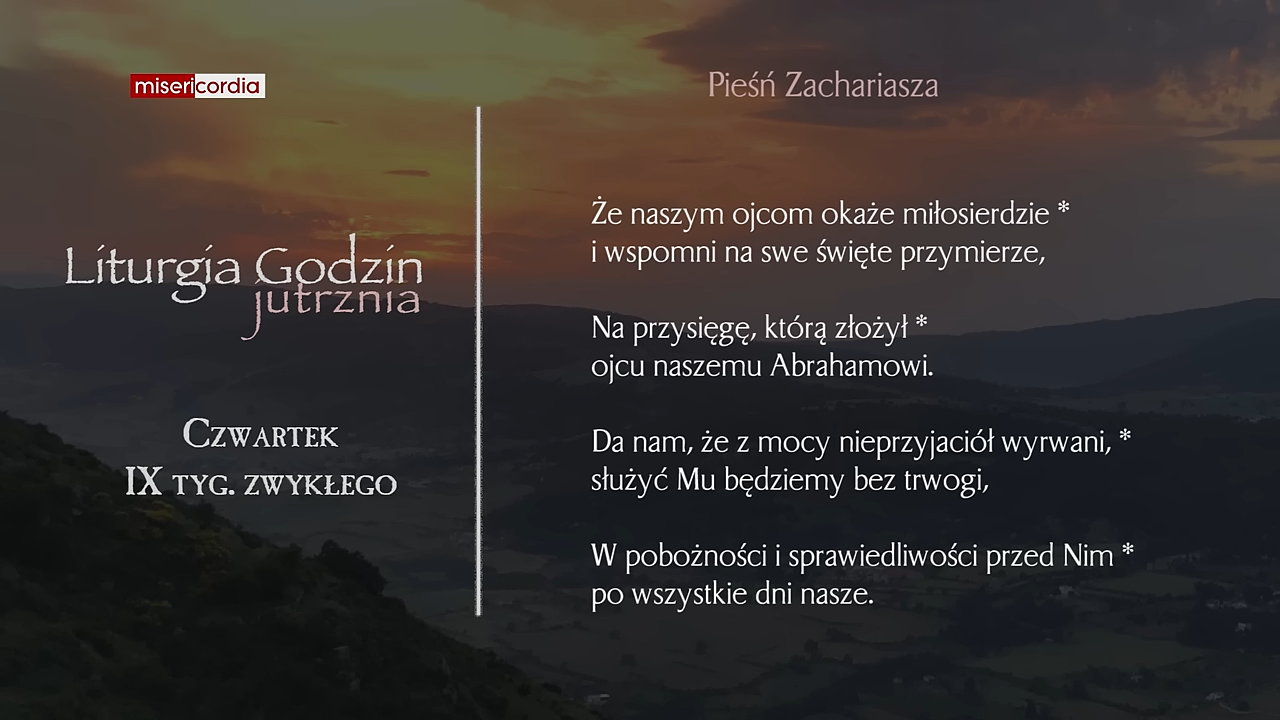 misericordia
Liturgia Godzin
jutrznia
Czwartek
IX tyg. zwykłego
Pieśń Zachariasza
Że naszym ojcom okaże miłosierdzie *
i wspomni na swe święte przymierze,
Na przysięgę, którą złożył *
ojcu naszemu Abrahamowi.
Da nam, że z mocy nieprzyjaciół wyrwani, *
służyć Mu będziemy bez trwogi,
W pobożności i sprawiedliwości przed Nim *
po wszystkie dni nasze.